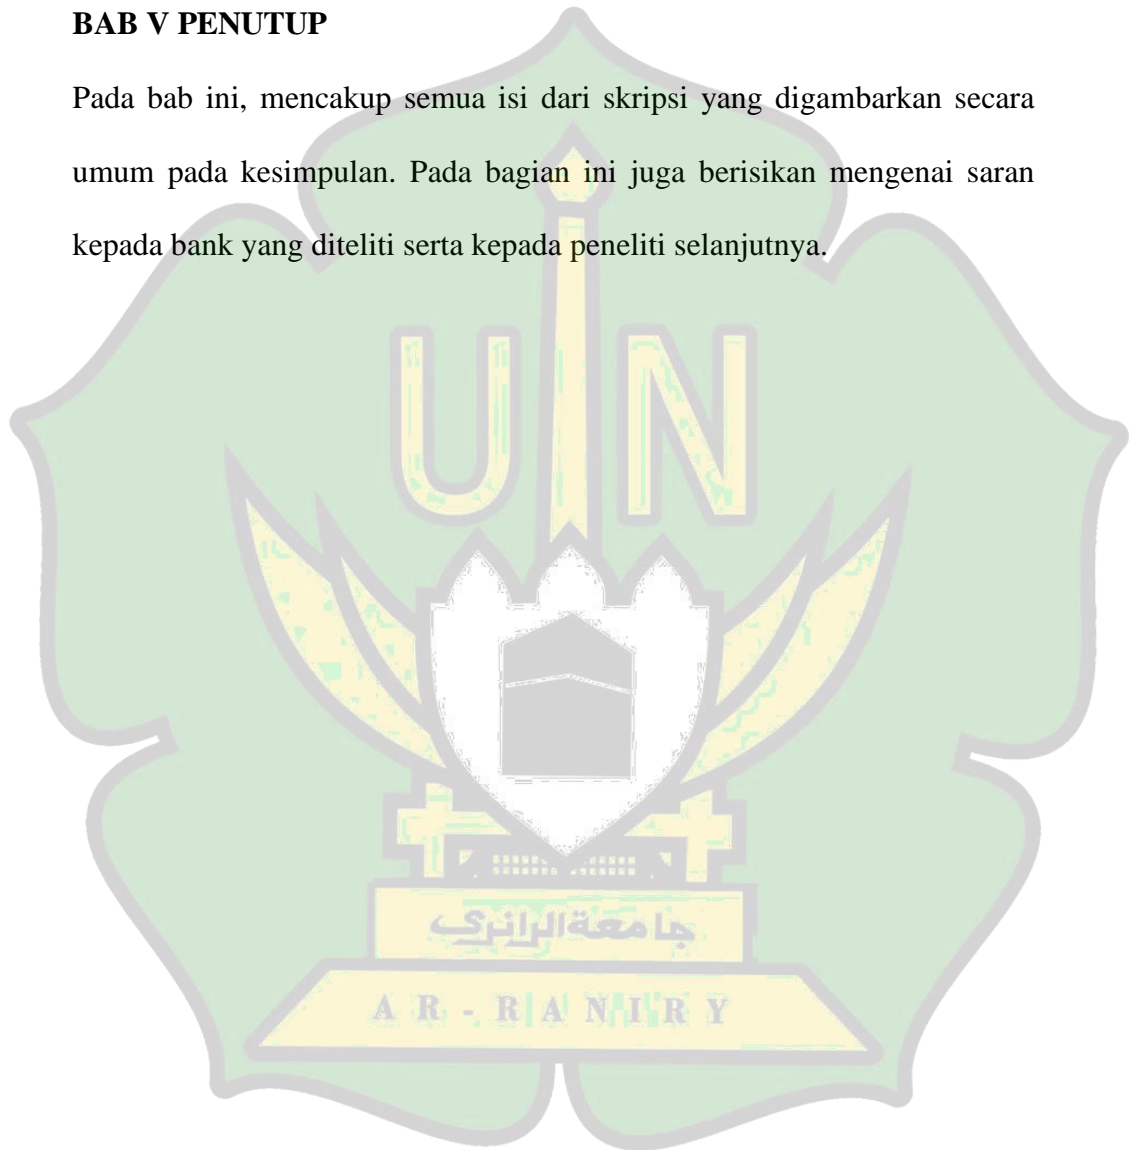 BAB V PENUTUP
Pada bab ini, mencakup semua isi dari skripsi yang digambarkan secara
umum pada kesimpulan. Pada bagian ini juga berisikan mengenai saran
kepada bank yang diteliti serta kepada peneliti selanjutnya.
UIN
جامعة الرانري
AR-RANIRY